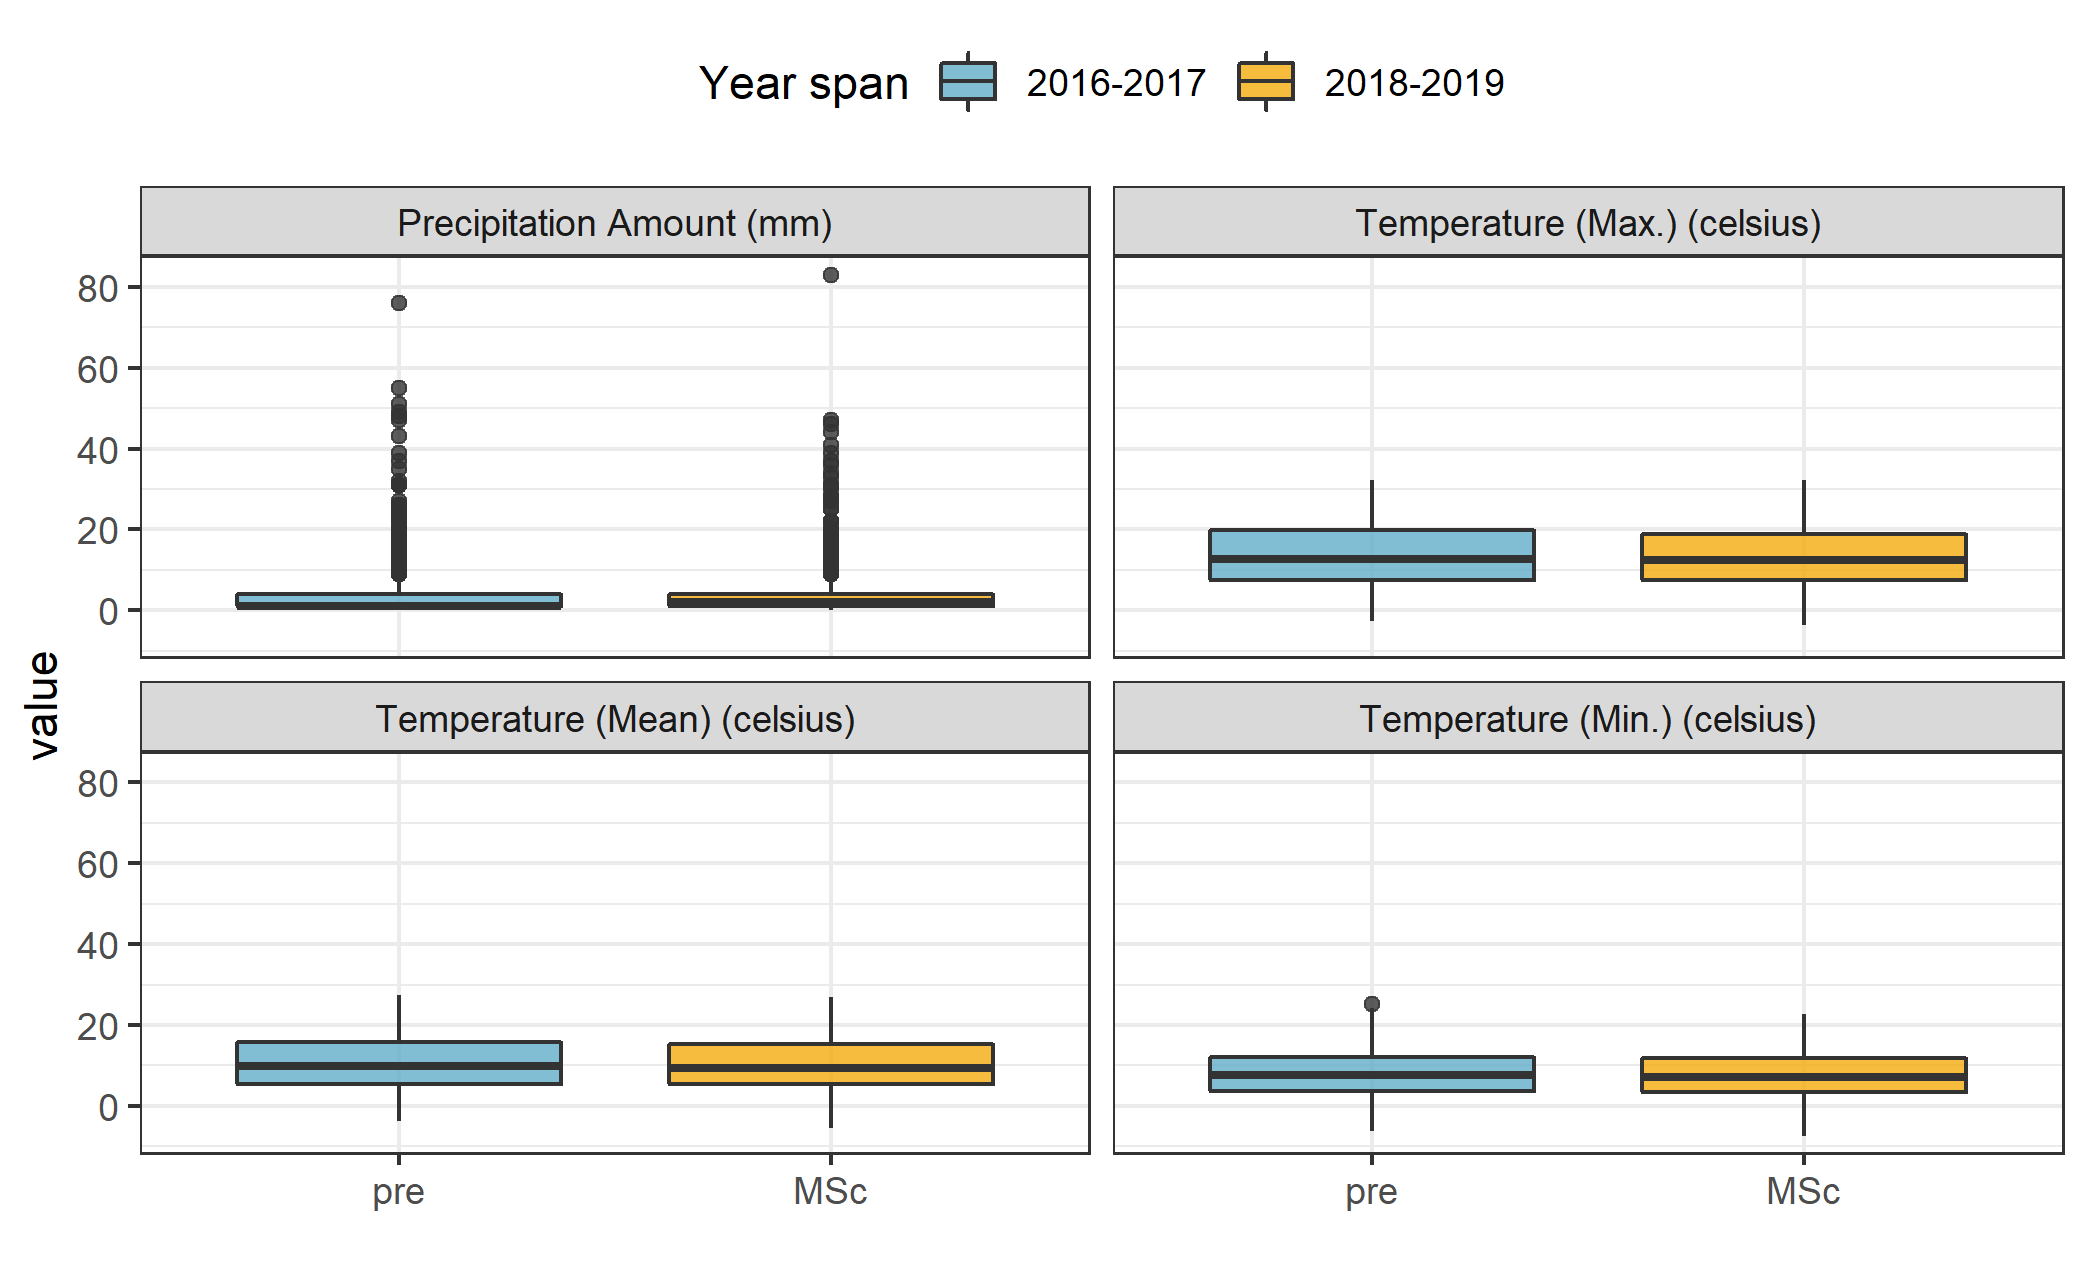 Year span 2016-2017 2018-2019
Precipitation Amount (mm) Temperature (Max.) (celsius)
80
60
40
20
0
value
Temperature (Mean) (celsius) Temperature (Min.) (celsius)
80
60
40
20
0
pre MSc pre MSc